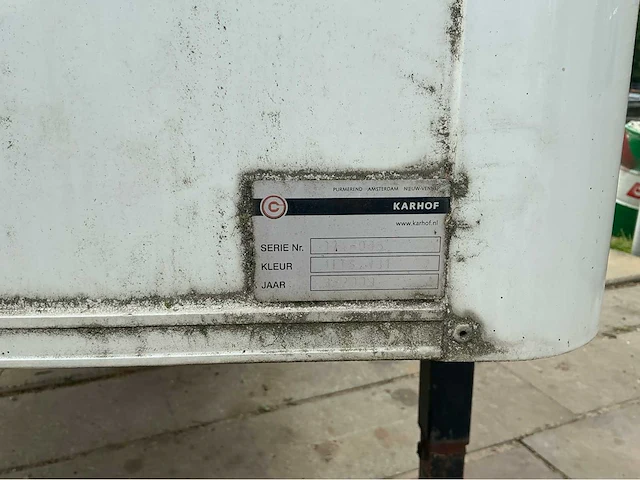 PURMEREND AMSTERDAM NIEUW-VENNEP
C
KARHOF
www.karhof.nl
SERIE Nr.
KLEUR
JAAR